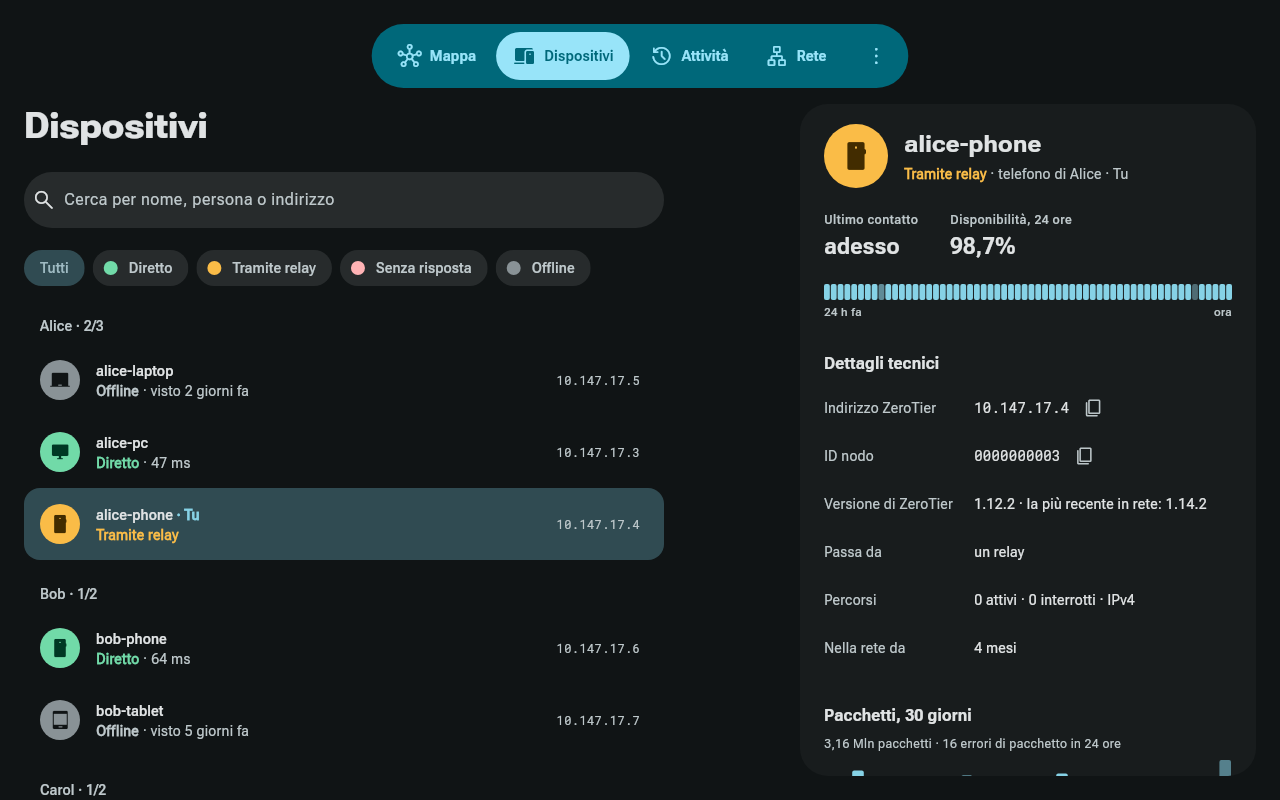 Mappa
Dispositivi
Attività
Rete
Dispositivi
Cerca per nome, persona o indirizzo
Tutti
Diretto
Tramite relay
Senza risposta
Offline
Alice · 2/3
alice-laptop
Offline · visto 2 giorni fa
10.147.17.5
alice-pc
Diretto · 47 ms
10.147.17.3
alice-phone · Tu
Tramite relay
10.147.17.4
Bob · 1/2
bob-phone
Diretto · 64 ms
10.147.17.6
bob-tablet
Offline · visto 5 giorni fa
10.147.17.7
Carol · 1/2
alice-phone
Tramite relay · telefono di Alice · Tu
Ultimo contatto
adesso
Disponibilità, 24 ore
98,7%
24 h fa
ora
Dettagli tecnici
Indirizzo ZeroTier
10.147.17.4
ID nodo
0000000003
Versione di ZeroTier
1.12.2 · la più recente in rete: 1.14.2
Passa da
un relay
Percorsi
0 attivi · 0 interrotti · IPv4
Nella rete da
4 mesi
Pacchetti, 30 giorni
3,16 Mln pacchetti · 16 errori di pacchetto in 24 ore